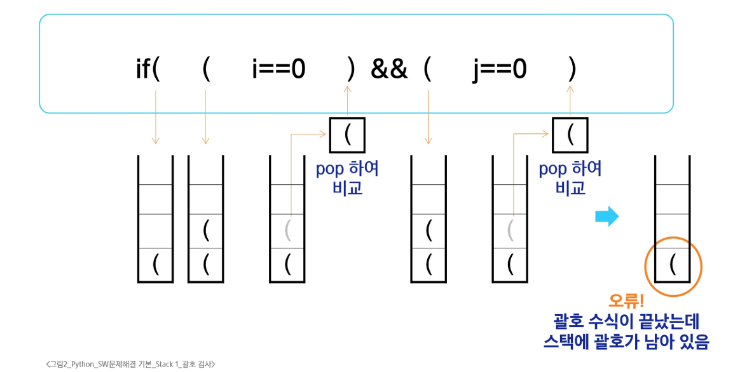 if( ( i==0 ) && ( j==0 )
( (
pop 하여 비교 pop 하여 비교
( ( ( (
( ( ( ( ( (
오류!
괄호 수식이 끝났는데
스택에 괄호가 남아 있음
<그림2_Python_SW문제해결 기본_Stack 1_괄호 검사>